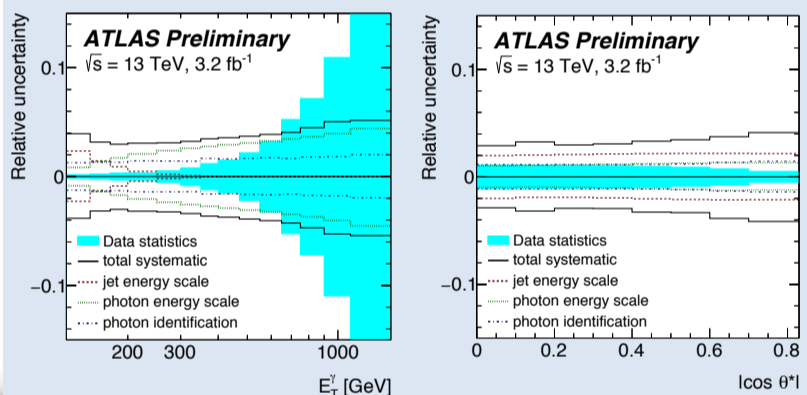 Relative uncertainty
ATLAS Preliminary
√s = 13 TeV, 3.2 fb⁻¹
0.1
0
−0.1
Data statistics
total systematic
jet energy scale
photon energy scale
photon identification
200
300
1000
E_T^γ [GeV]
Relative uncertainty
ATLAS Preliminary
√s = 13 TeV, 3.2 fb⁻¹
0.1
0
−0.1
Data statistics
total systematic
jet energy scale
photon energy scale
photon identification
0
0.2
0.4
0.6
0.8
|cos θ*|